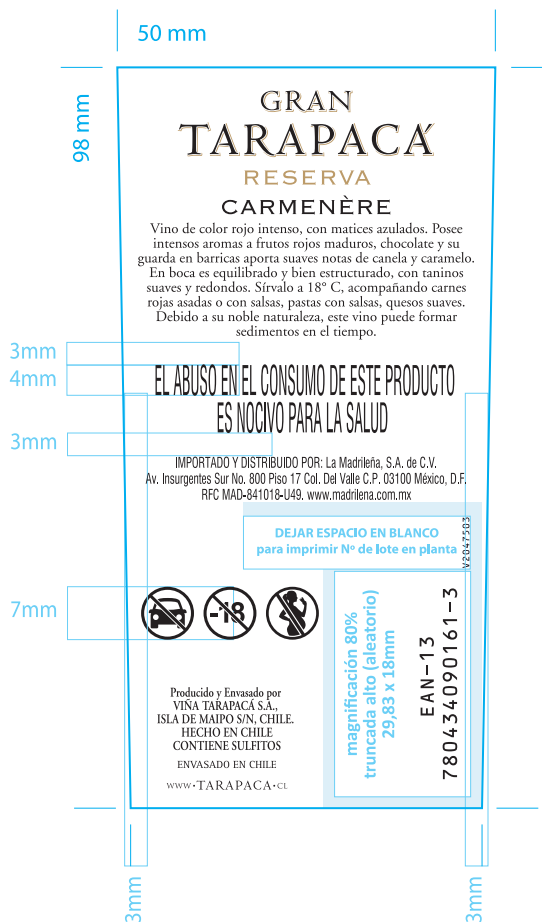 50 mm
98 mm
GRAN
TARAPACÁ
RESERVA
CARMENÈRE
Vino de color rojo intenso, con matices azulados. Posee
intensos aromas a frutos rojos maduros, chocolate y su
guarda en barricas aporta suaves notas de canela y caramelo.
En boca es equilibrado y bien estructurado, con taninos
suaves y redondos. Sírvalo a 18° C, acompañando carnes
rojas asadas o con salsas, pastas con salsas, quesos suaves.
Debido a su noble naturaleza, este vino puede formar
sedimentos en el tiempo.
3mm
4mm
EL ABUSO EN EL CONSUMO DE ESTE PRODUCTO
ES NOCIVO PARA LA SALUD
3mm
IMPORTADO Y DISTRIBUIDO POR: La Madrileña, S.A. de C.V.
Av. Insurgentes Sur No. 800 Piso 17 Col. Del Valle C.P. 03100 México, D.F.
RFC MAD-841018-U49. www.madrilena.com.mx
DEJAR ESPACIO EN BLANCO
para imprimir Nº de lote en planta
V2047503
7mm
-18
magnificación 80%
truncada alto (aleatorio)
29,83 x 18mm
EAN-13
7804340901613
Producido y Envasado por
VIÑA TARAPACÁ S.A.,
ISLA DE MAIPO S/N, CHILE.
HECHO EN CHILE
CONTIENE SULFITOS
ENVASADO EN CHILE
WWW·TARAPACA·CL
3mm
3mm